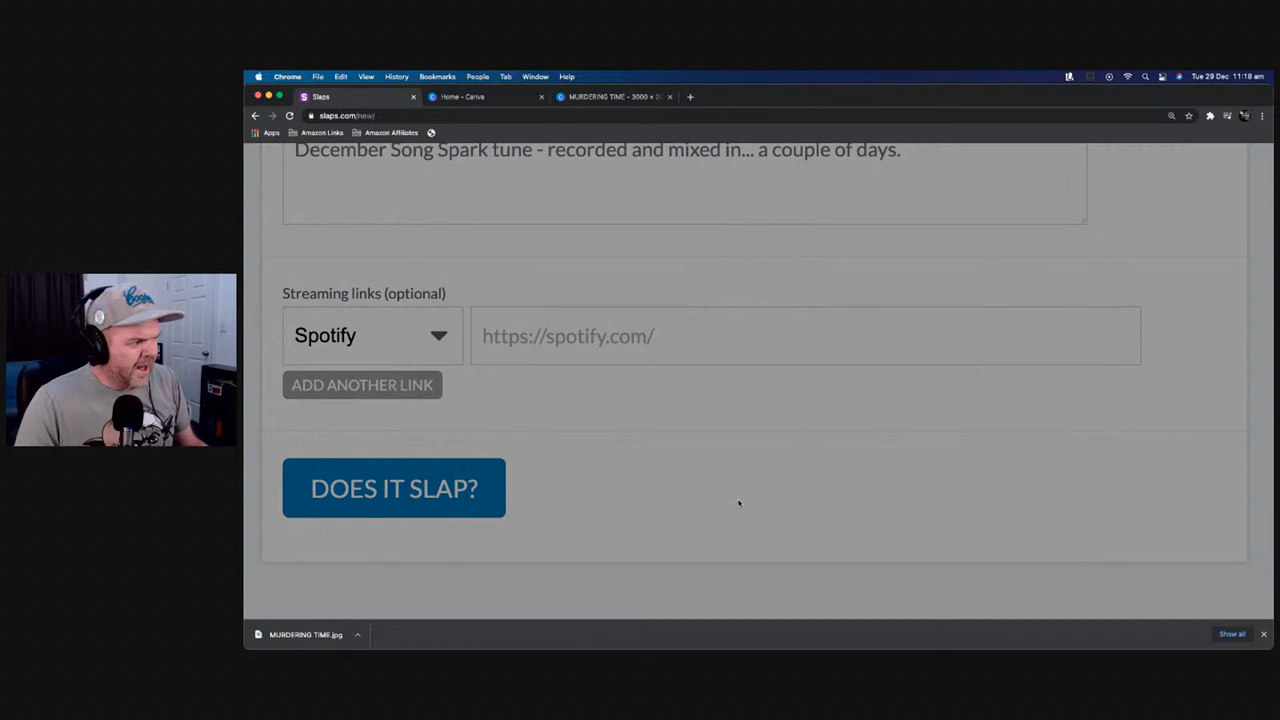 Chrome File Edit View History Bookmarks People Tab Window Help
Tue 29 Dec 11:18 am
Slaps
Home - Canva
MURDERING TIME - 3000 × 3
slaps.com/new/
Apps
Amazon Links
Amazon Affiliates
December Song Spark tune - recorded and mixed in... a couple of days.
Streaming links (optional)
Spotify
https://spotify.com/
ADD ANOTHER LINK
DOES IT SLAP?
MURDERING TIME.jpg
Show all